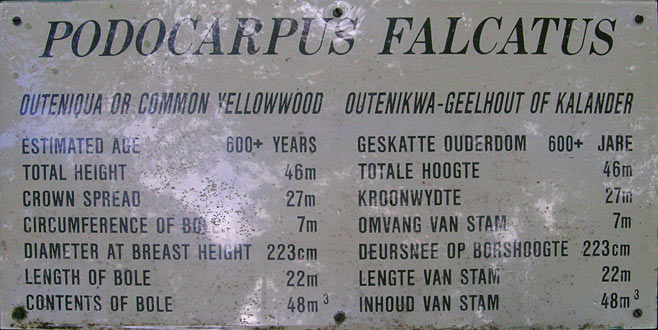 PODOCARPUS FALCATUS
OUTENIQUA OR COMMON YELLOWWOOD
ESTIMATED AGE 600+ YEARS
TOTAL HEIGHT 46m
CROWN SPREAD 27m
CIRCUMFERENCE OF BOLE 7m
DIAMETER AT BREAST HEIGHT 223cm
LENGTH OF BOLE 22m
CONTENTS OF BOLE 48m³
OUTENIKWA-GEELHOUT OF KALANDER
GESKATTE OUDERDOM 600+ JARE
TOTALE HOOGTE 46m
KROONWYDTE 27m
OMVANG VAN STAM 7m
DEURSNEE OP BORSHOOGTE 223cm
LENGTE VAN STAM 22m
INHOUD VAN STAM 48m³